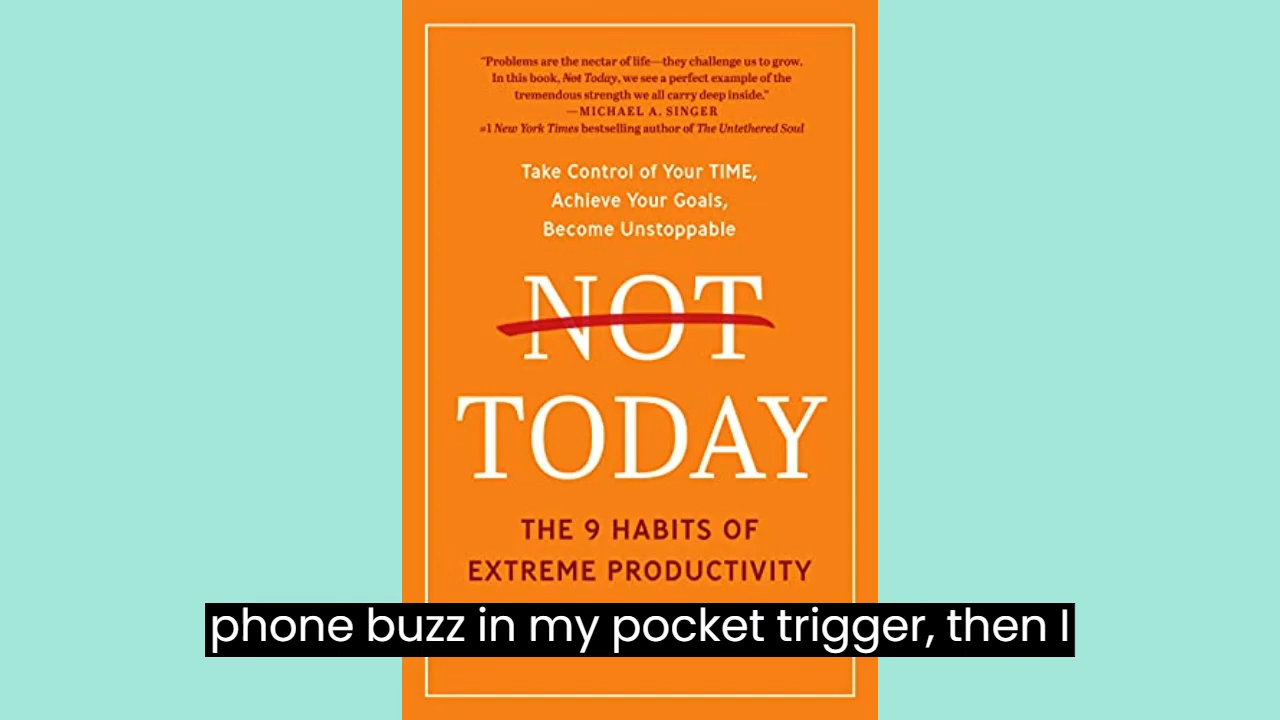 "Problems are the nectar of life—they challenge us to grow.
In this book, Not Today, we see a perfect example of the
tremendous strength we all carry deep inside."
—MICHAEL A. SINGER
#1 New York Times bestselling author of The Untethered Soul
Take Control of Your TIME,
Achieve Your Goals,
Become Unstoppable
NOT
TODAY
THE 9 HABITS OF
EXTREME PRODUCTIVITY
phone buzz in my pocket trigger, then I